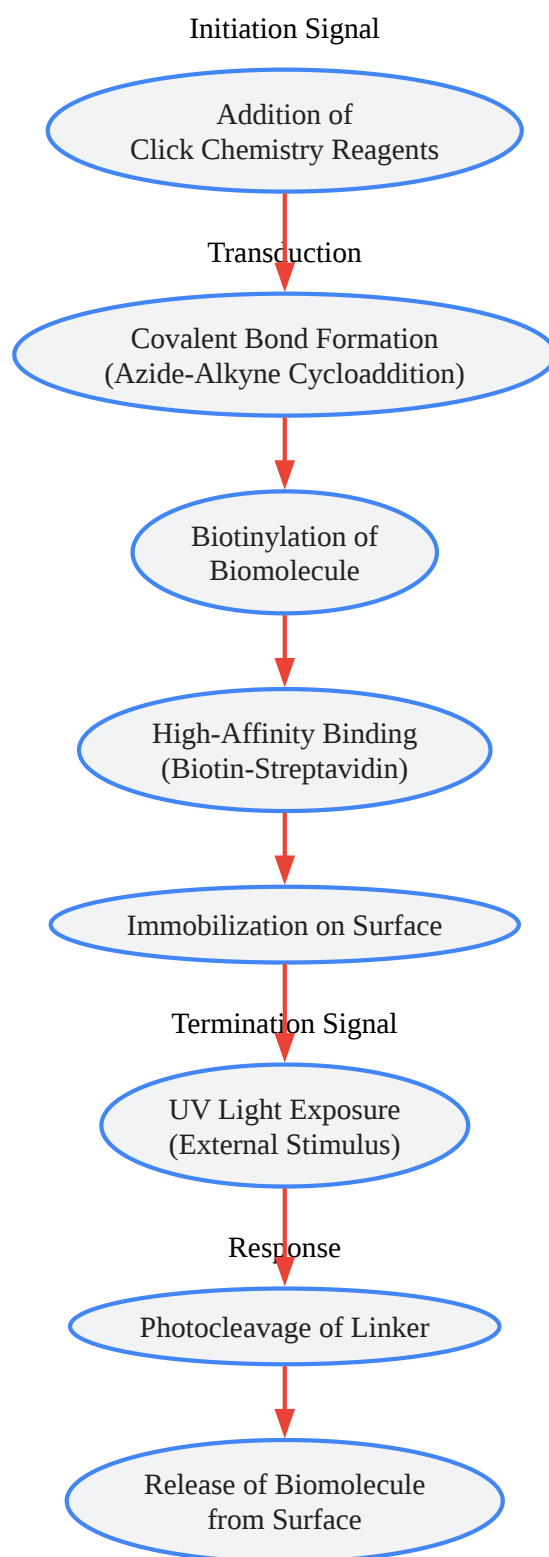 Initiation Signal
Addition of
Click Chemistry Reagents
Transduction
Covalent Bond Formation
(Azide-Alkyne Cycloaddition)
Biotinylation of
Biomolecule
High-Affinity Binding
(Biotin-Streptavidin)
Immobilization on Surface
Termination Signal
UV Light Exposure
(External Stimulus)
Response
Photocleavage of Linker
Release of Biomolecule
from Surface